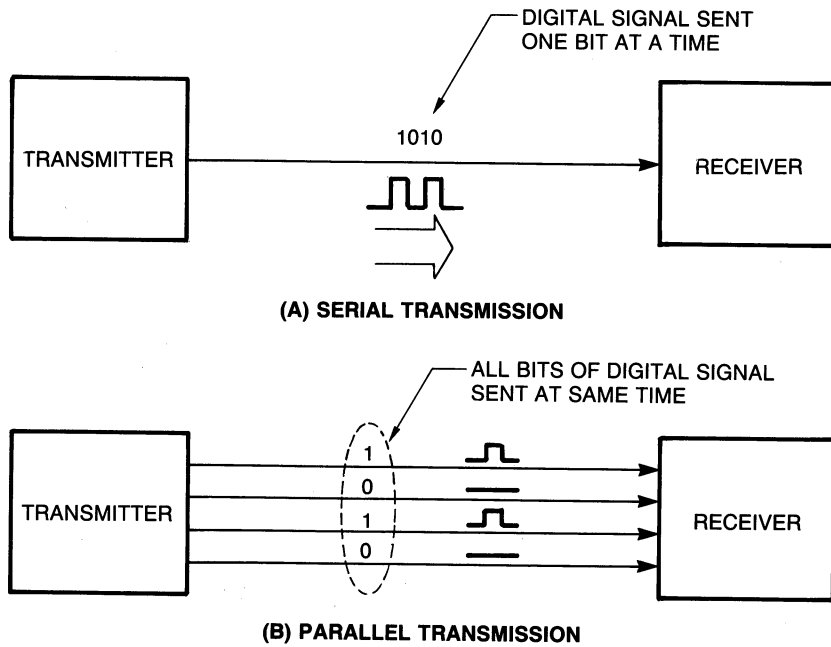 DIGITAL SIGNAL SENT
ONE BIT AT A TIME
TRANSMITTER
1010
RECEIVER
(A) SERIAL TRANSMISSION
ALL BITS OF DIGITAL SIGNAL
SENT AT SAME TIME
TRANSMITTER
1
0
1
0
RECEIVER
(B) PARALLEL TRANSMISSION